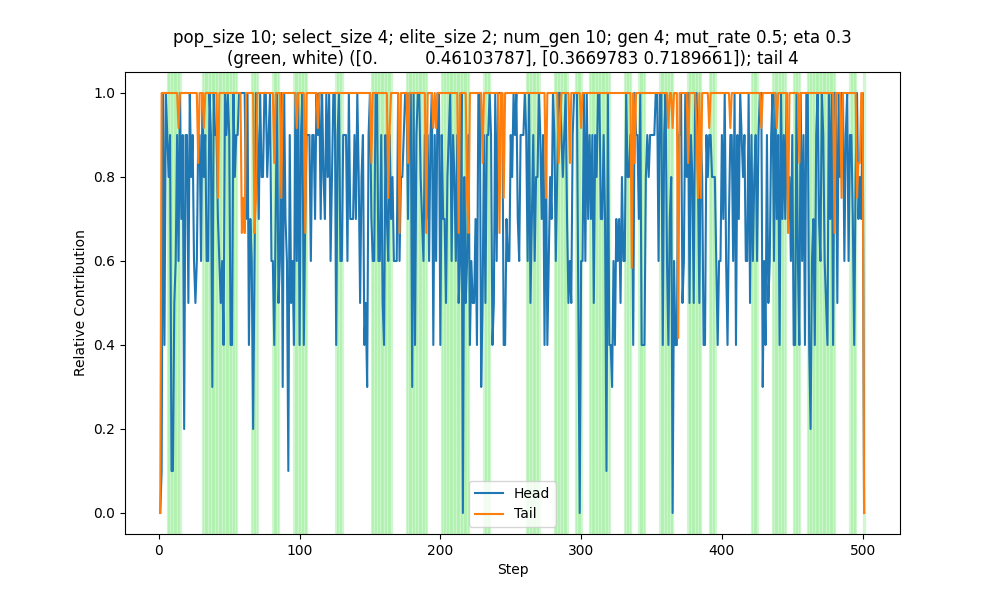 pop_size 10; select_size 4; elite_size 2; num_gen 10; gen 4; mut_rate 0.5; eta 0.3
(green, white) ([0.         0.46103787], [0.3669783 0.7189661]); tail 4
Relative Contribution
1.0
0.8
0.6
0.4
0.2
0.0
Head
Tail
0
100
200
300
400
500
Step